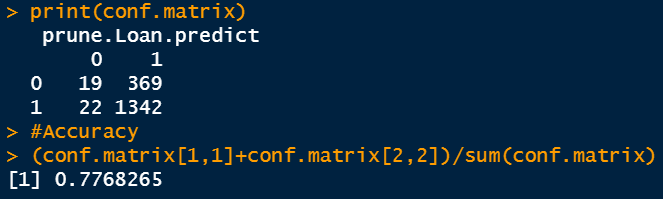 > print(conf.matrix)
prune.Loan.predict
0 1
0 19 369
1 22 1342
> #Accuracy
> (conf.matrix[1,1]+conf.matrix[2,2])/sum(conf.matrix)
[1] 0.7768265